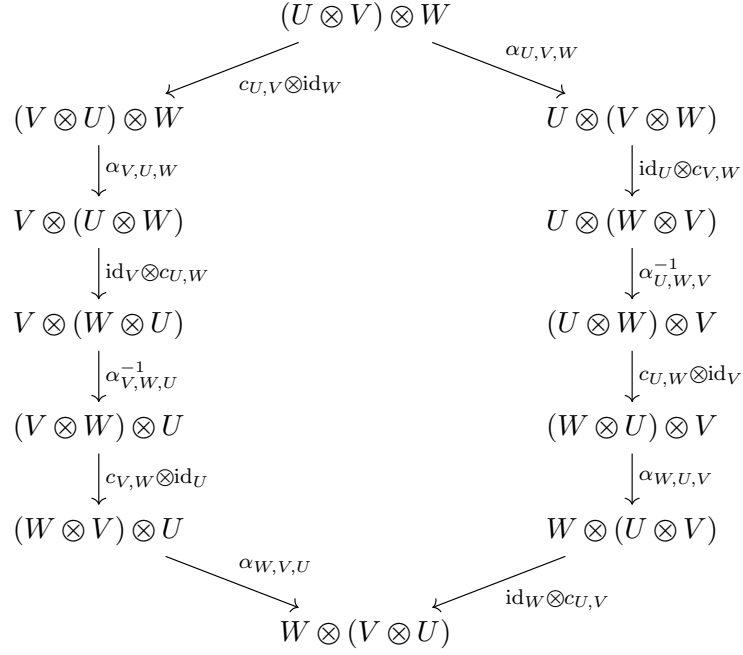 (U ⊗ V) ⊗ W
c_{U,V}⊗id_W α_{U,V,W}
(V ⊗ U) ⊗ W U ⊗ (V ⊗ W)
α_{V,U,W} id_U⊗c_{V,W}
V ⊗ (U ⊗ W) U ⊗ (W ⊗ V)
id_V⊗c_{U,W} α^{-1}_{U,W,V}
V ⊗ (W ⊗ U) (U ⊗ W) ⊗ V
α^{-1}_{V,W,U} c_{U,W}⊗id_V
(V ⊗ W) ⊗ U (W ⊗ U) ⊗ V
c_{V,W}⊗id_U α_{W,U,V}
(W ⊗ V) ⊗ U W ⊗ (U ⊗ V)
α_{W,V,U} id_W⊗c_{U,V}
W ⊗ (V ⊗ U)